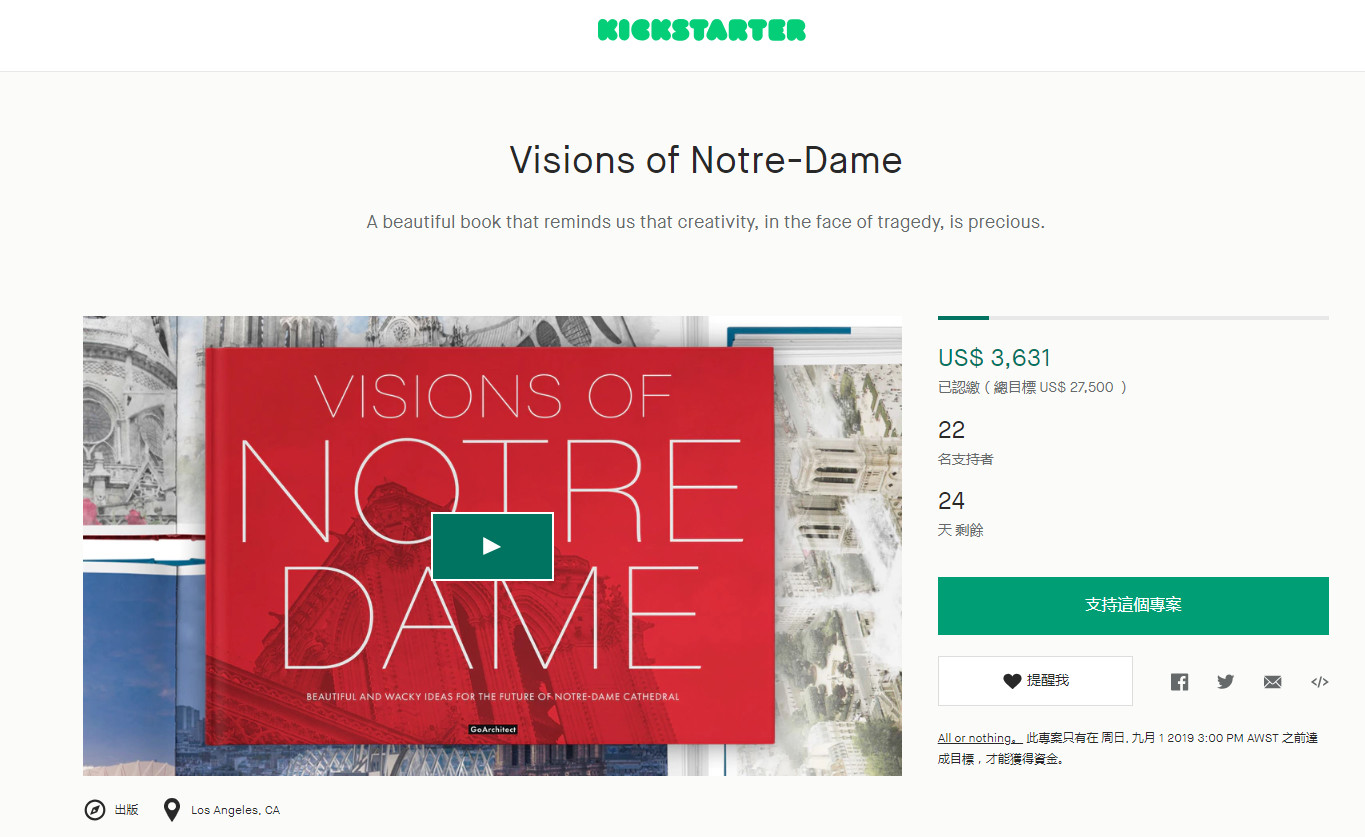 KICKSTARTER
Visions of Notre-Dame
A beautiful book that reminds us that creativity, in the face of tragedy, is precious.
VISIONS OF
NOTRE
DAME
BEAUTIFUL AND WACKY IDEAS FOR THE FUTURE OF NOTRE-DAME CATHEDRAL
GoArchitect
US$ 3,631
已認繳（總目標 US$ 27,500 ）
22
名支持者
24
天 剩餘
支持這個專案
提醒我
All or nothing。 此專案只有在 周日, 九月 1 2019 3:00 PM AWST 之前達
成目標，才能獲得資金。
出版 Los Angeles, CA